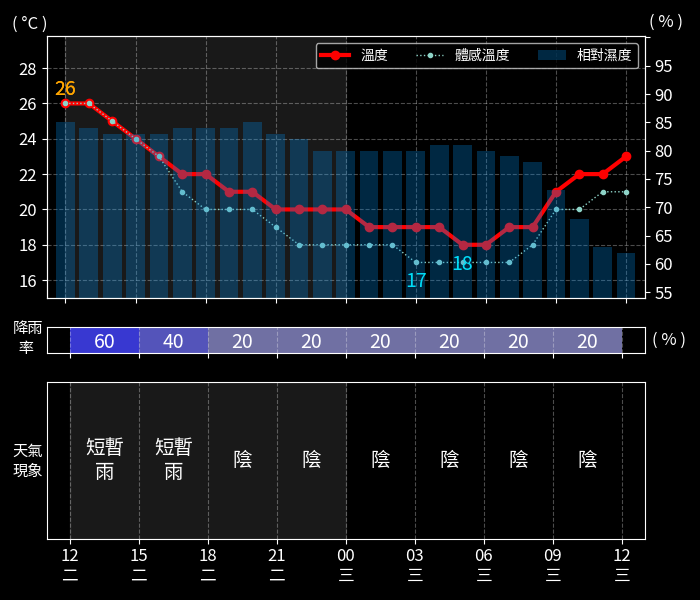 ( °C )
( % )
溫度 體感溫度 相對濕度
28
26
24
22
20
18
16
95
90
85
80
75
70
65
60
55
26
18
17
降雨
率
60 40 20 20 20 20 20 20
( % )
天氣
現象
短暫
雨
短暫
雨
陰 陰 陰 陰 陰 陰
12 15 18 21 00 03 06 09 12
二 二 二 二 三 三 三 三 三